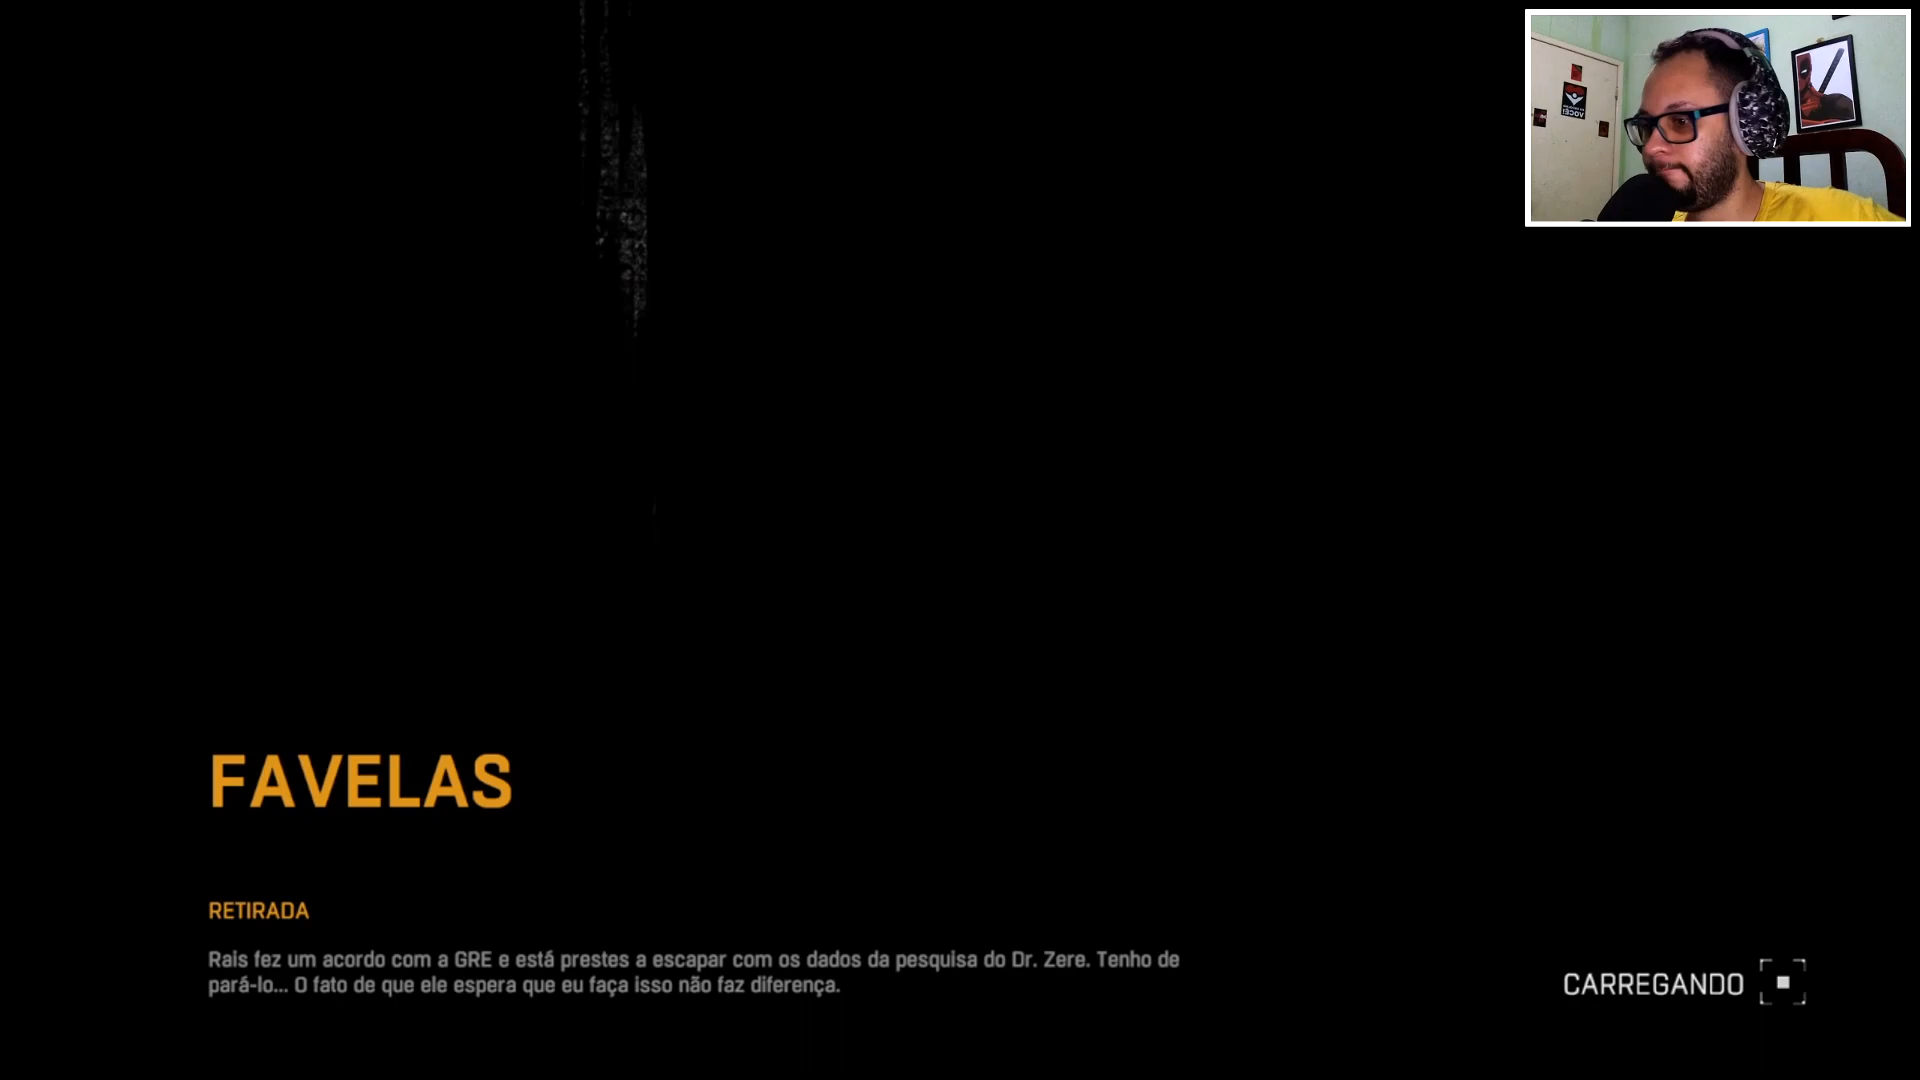 FAVELAS
RETIRADA
Rais fez um acordo com a GRE e está prestes a escapar com os dados da pesquisa do Dr. Zere. Tenho de
pará-lo... O fato de que ele espera que eu faça isso não faz diferença.
CARREGANDO